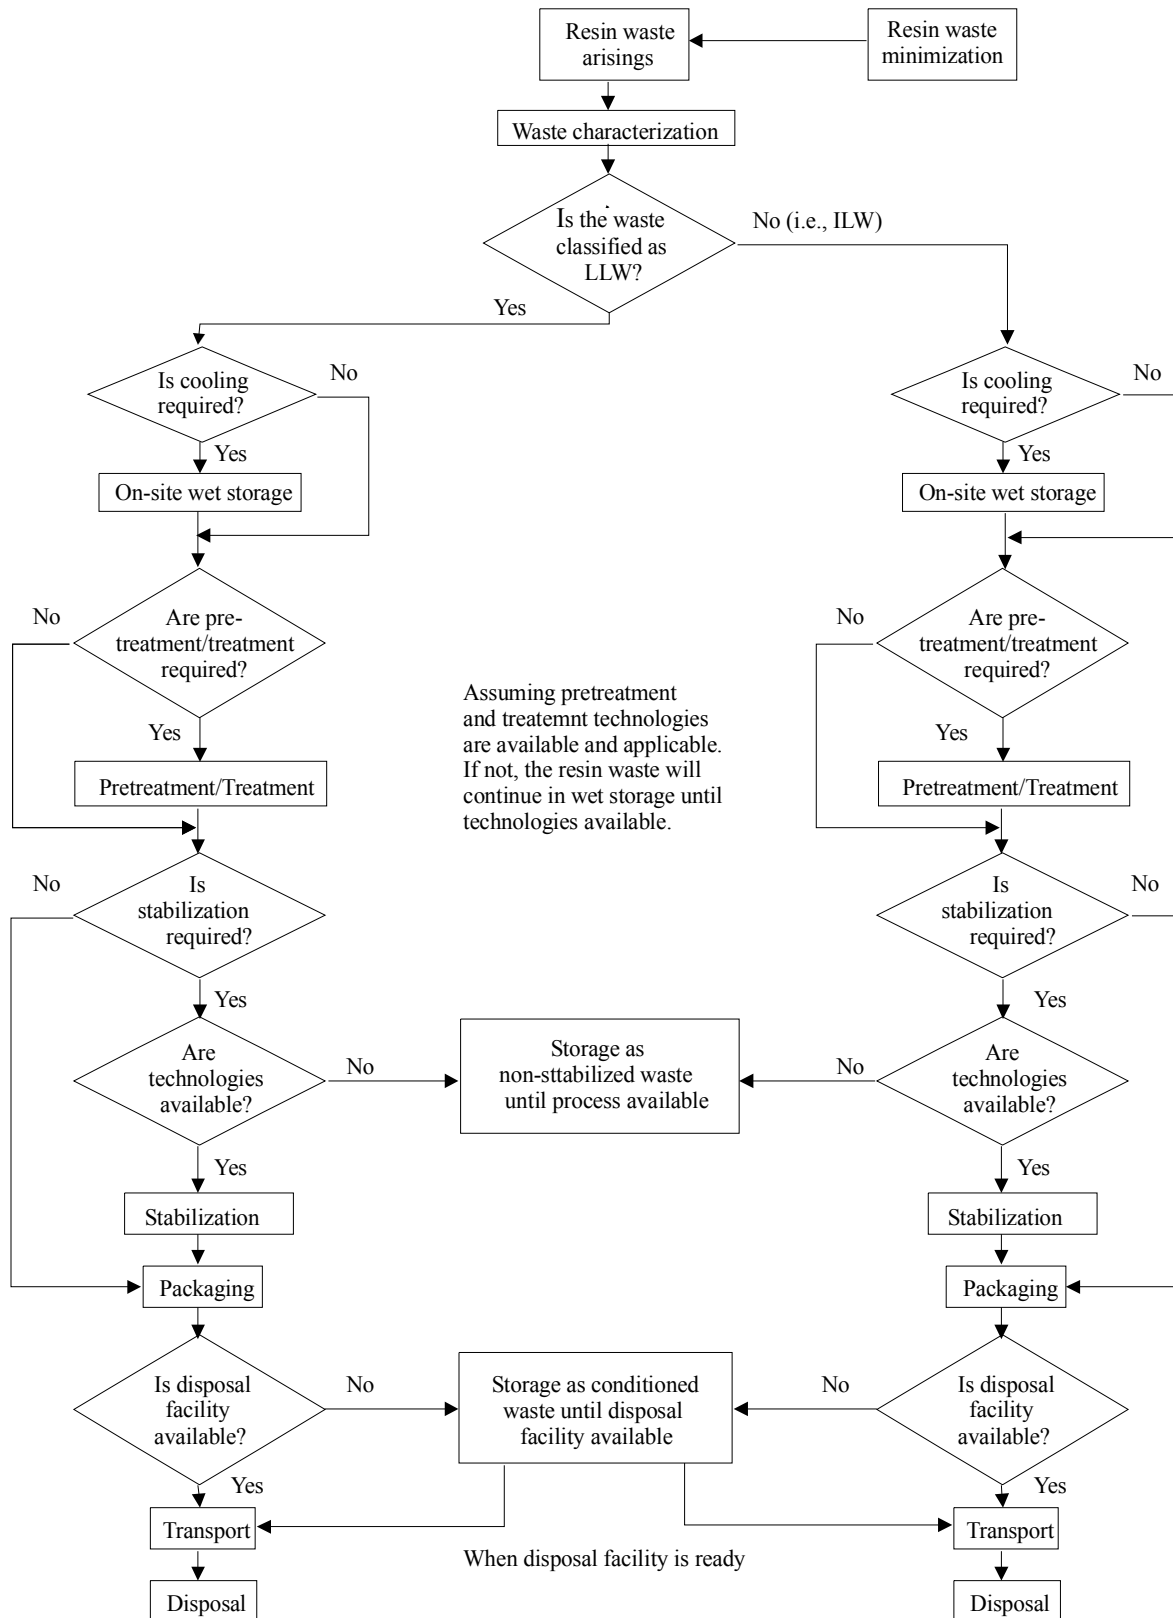 Resin waste
arisings
Resin waste
minimization
Waste characterization
Is the waste
classified as
LLW?
No (i.e., ILW)
Yes
Is cooling
required?
No
Yes
On-site wet storage
Is cooling
required?
No
Yes
On-site wet storage
No
Are pre-
treatment/treatment
required?
Yes
Pretreatment/Treatment
Assuming pretreatment
and treatemnt technologies
are available and applicable.
If not, the resin waste will
continue in wet storage until
technologies available.
No
Are pre-
treatment/treatment
required?
Yes
Pretreatment/Treatment
No
Is
stabilization
required?
Yes
Is
stabilization
required?
No
Yes
Are
technologies
available?
No
Storage as
non-sttabilized waste
until process available
No
Are
technologies
available?
Yes
Stabilization
Packaging
Yes
Stabilization
Packaging
Is disposal
facility
available?
No
Storage as conditioned
waste until disposal
facility available
No
Is disposal
facility
available?
Yes
Transport
Disposal
When disposal facility is ready
Yes
Transport
Disposal